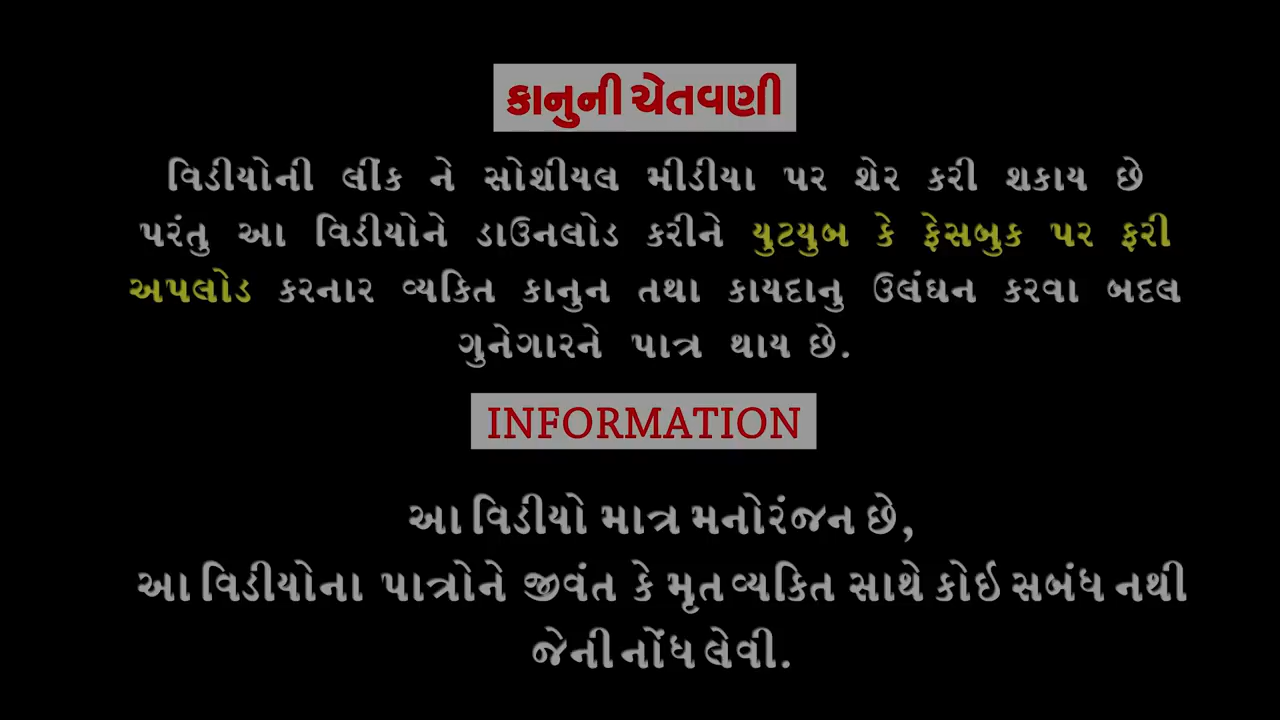 કાનુની ચેતવણી
વિડીયોની લીંક ને સોશીયલ મીડીયા પર શેર કરી શકાય છે
પરંતુ આ વિડીયોને ડાઉનલોડ કરીને યુટયુબ કે ફેસબુક પર ફરી
અપલોડ કરનાર વ્યકિત કાનુન તથા કાયદાનુ ઉલંઘન કરવા બદલ
ગુનેગારને પાત્ર થાય છે.
INFORMATION
આ વિડીયો માત્ર મનોરંજન છે,
આ વિડીયોના પાત્રોને જીવંત કે મૃત વ્યકિત સાથે કોઇ સબંધ નથી
જેની નોંધ લેવી.